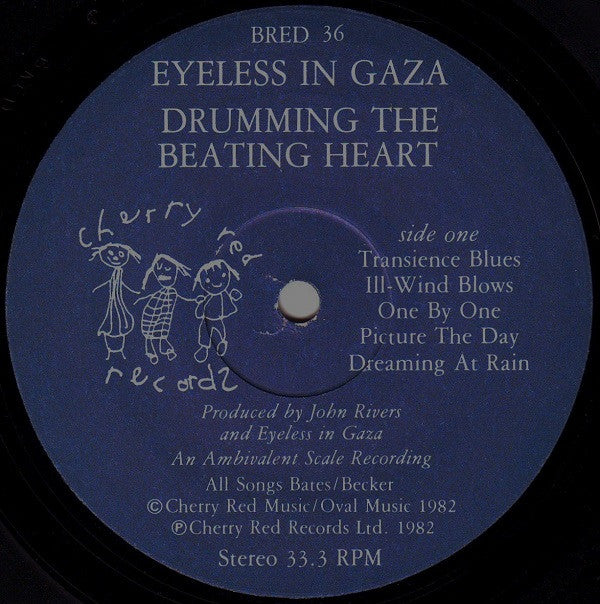 BRED 36
EYELESS IN GAZA
DRUMMING THE
BEATING HEART
cherry red
records
side one
Transience Blues
Ill-Wind Blows
One By One
Picture The Day
Dreaming At Rain
Produced by John Rivers
and Eyeless in Gaza
An Ambivalent Scale Recording
All Songs Bates/Becker
©Cherry Red Music/Oval Music 1982
℗Cherry Red Records Ltd. 1982
Stereo 33.3 RPM